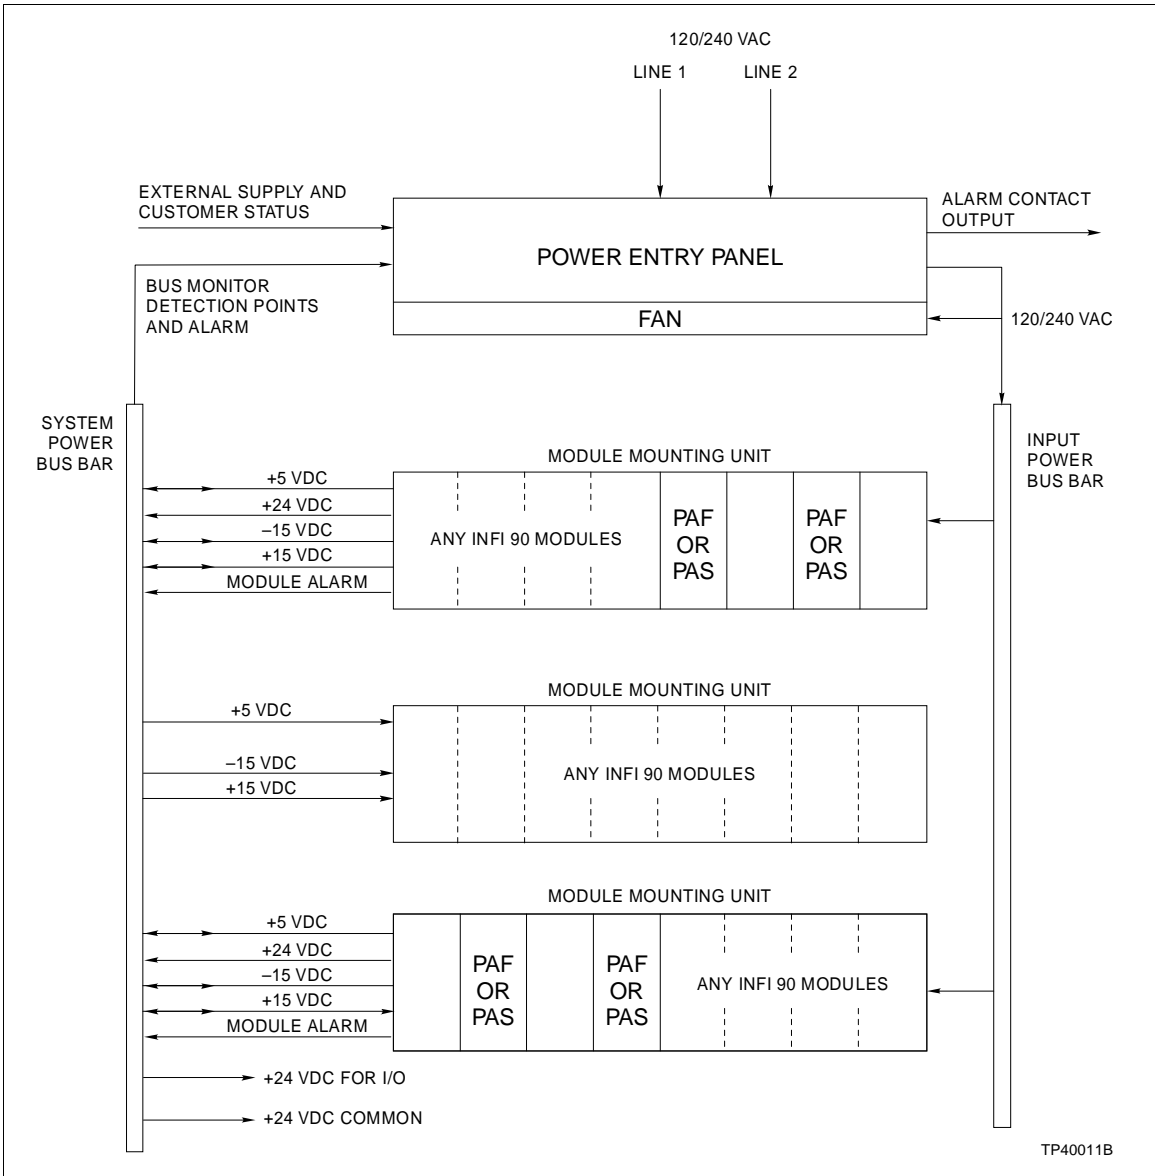 120/240 VAC
LINE 1
LINE 2
EXTERNAL SUPPLY AND
CUSTOMER STATUS
ALARM CONTACT
OUTPUT
POWER ENTRY PANEL
BUS MONITOR
DETECTION POINTS
AND ALARM
FAN
120/240 VAC
SYSTEM
POWER
BUS BAR
INPUT
POWER
BUS BAR
MODULE MOUNTING UNIT
+5 VDC
+24 VDC
–15 VDC
+15 VDC
MODULE ALARM
ANY INFI 90 MODULES
PAF
OR
PAS
PAF
OR
PAS
MODULE MOUNTING UNIT
+5 VDC
–15 VDC
+15 VDC
ANY INFI 90 MODULES
MODULE MOUNTING UNIT
+5 VDC
+24 VDC
–15 VDC
+15 VDC
MODULE ALARM
PAF
OR
PAS
PAF
OR
PAS
ANY INFI 90 MODULES
+24 VDC FOR I/O
+24 VDC COMMON
TP40011B